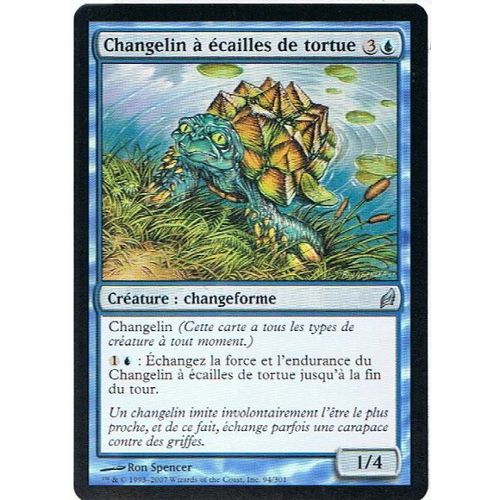 Changelin à écailles de tortue 3
Créature : changeforme
Changelin (Cette carte a tous les types de
créature à tout moment.)
1 : Échangez la force et l'endurance du
Changelin à écailles de tortue jusqu'à la fin
du tour.
Un changelin imite involontairement l'être le plus
proche, et de ce fait, échange parfois une carapace
contre des griffes.
Ron Spencer
™ & © 1993–2007 Wizards of the Coast, Inc. 94/301
1/4